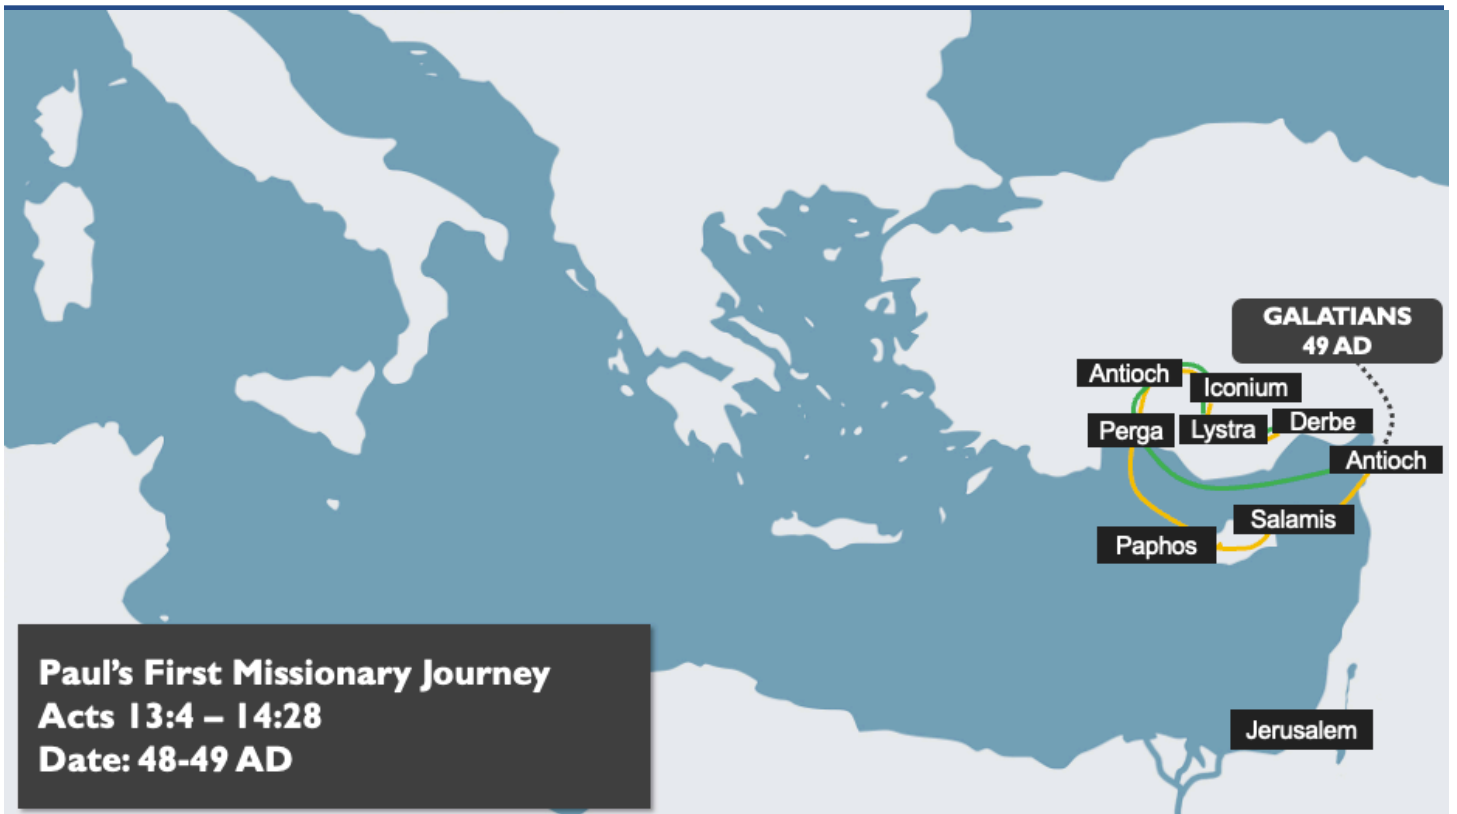 GALATIANS
49 AD
Antioch
Iconium
Perga
Lystra
Derbe
Antioch
Salamis
Paphos
Jerusalem
Paul’s First Missionary Journey
Acts 13:4 – 14:28
Date: 48-49 AD